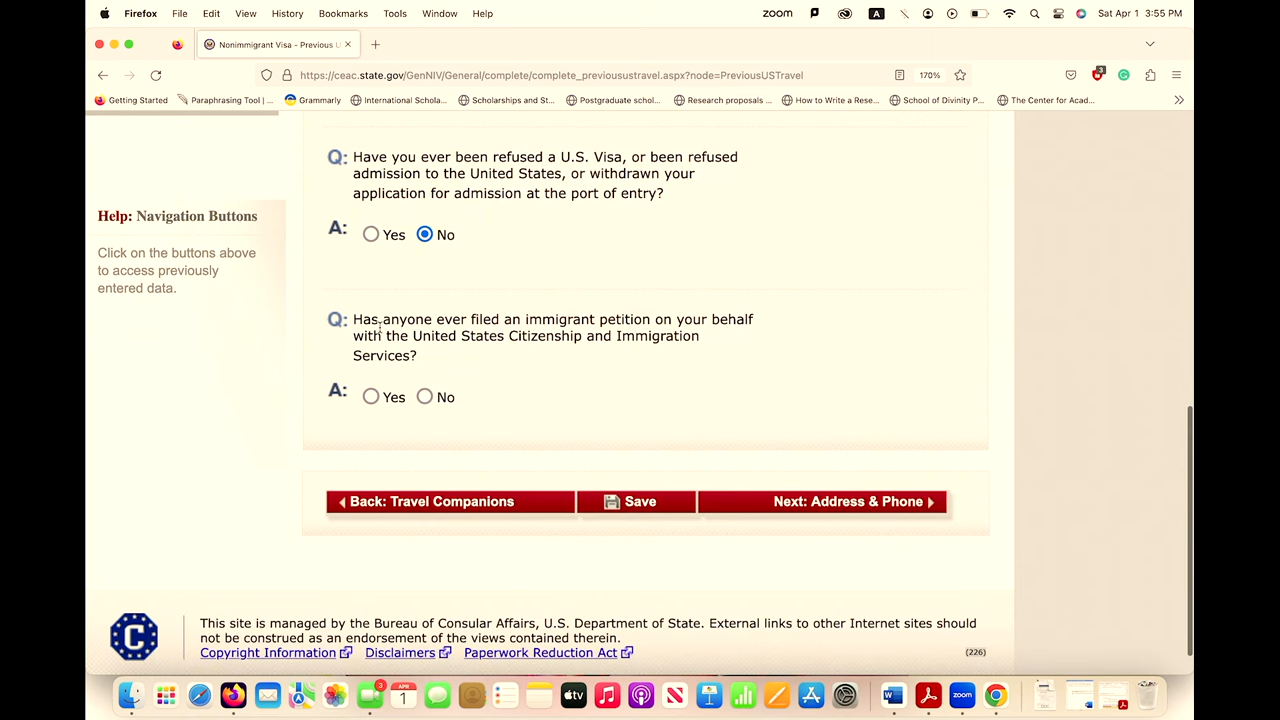 Firefox File Edit View History Bookmarks Tools Window Help zoom A Sat Apr 1 3:55 PM
Nonimmigrant Visa - Previous U
https://ceac.state.gov/GenNIV/General/complete/complete_previousustravel.aspx?node=PreviousUSTravel 170% 3
Getting Started Paraphrasing Tool | ... Grammarly International Schola... Scholarships and St... Postgraduate schol... Research proposals ... How to Write a Rese... School of Divinity P... The Center for Acad...
Q: Have you ever been refused a U.S. Visa, or been refused
admission to the United States, or withdrawn your
application for admission at the port of entry?
A: Yes No
Help: Navigation Buttons
Click on the buttons above
to access previously
entered data.
Q: Has anyone ever filed an immigrant petition on your behalf
with the United States Citizenship and Immigration
Services?
A: Yes No
Back: Travel Companions Save Next: Address & Phone
C
This site is managed by the Bureau of Consular Affairs, U.S. Department of State. External links to other Internet sites should
not be construed as an endorsement of the views contained therein.
Copyright Information Disclaimers Paperwork Reduction Act (226)
3 APR 1 tv W zoom